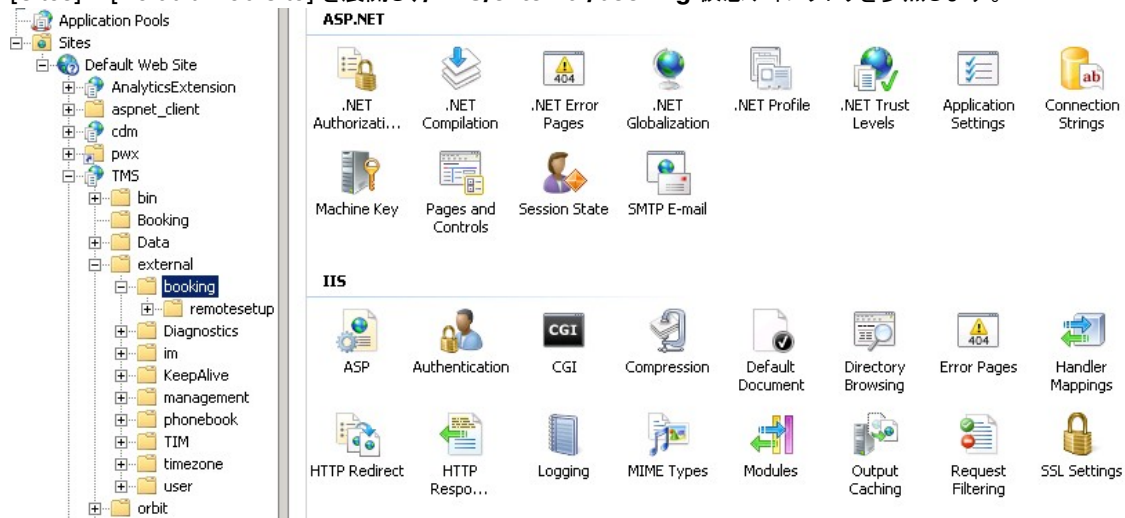 Application Pools
Sites
Default Web Site
AnalyticsExtension
aspnet_client
cdm
pwx
TMS
bin
Booking
Data
external
booking
remotesetup
Diagnostics
im
KeepAlive
management
phonebook
TIM
timezone
user
orbit
ASP.NET
.NET Authorizati...
.NET Compilation
404
.NET Error Pages
.NET Globalization
.NET Profile
.NET Trust Levels
Application Settings
ab
Connection Strings
Machine Key
Pages and Controls
Session State
SMTP E-mail
IIS
ASP
Authentication
CGI
CGI
Compression
Default Document
Directory Browsing
404
Error Pages
Handler Mappings
HTTP Redirect
HTTP Respo...
Logging
MIME Types
Modules
Output Caching
Request Filtering
SSL Settings